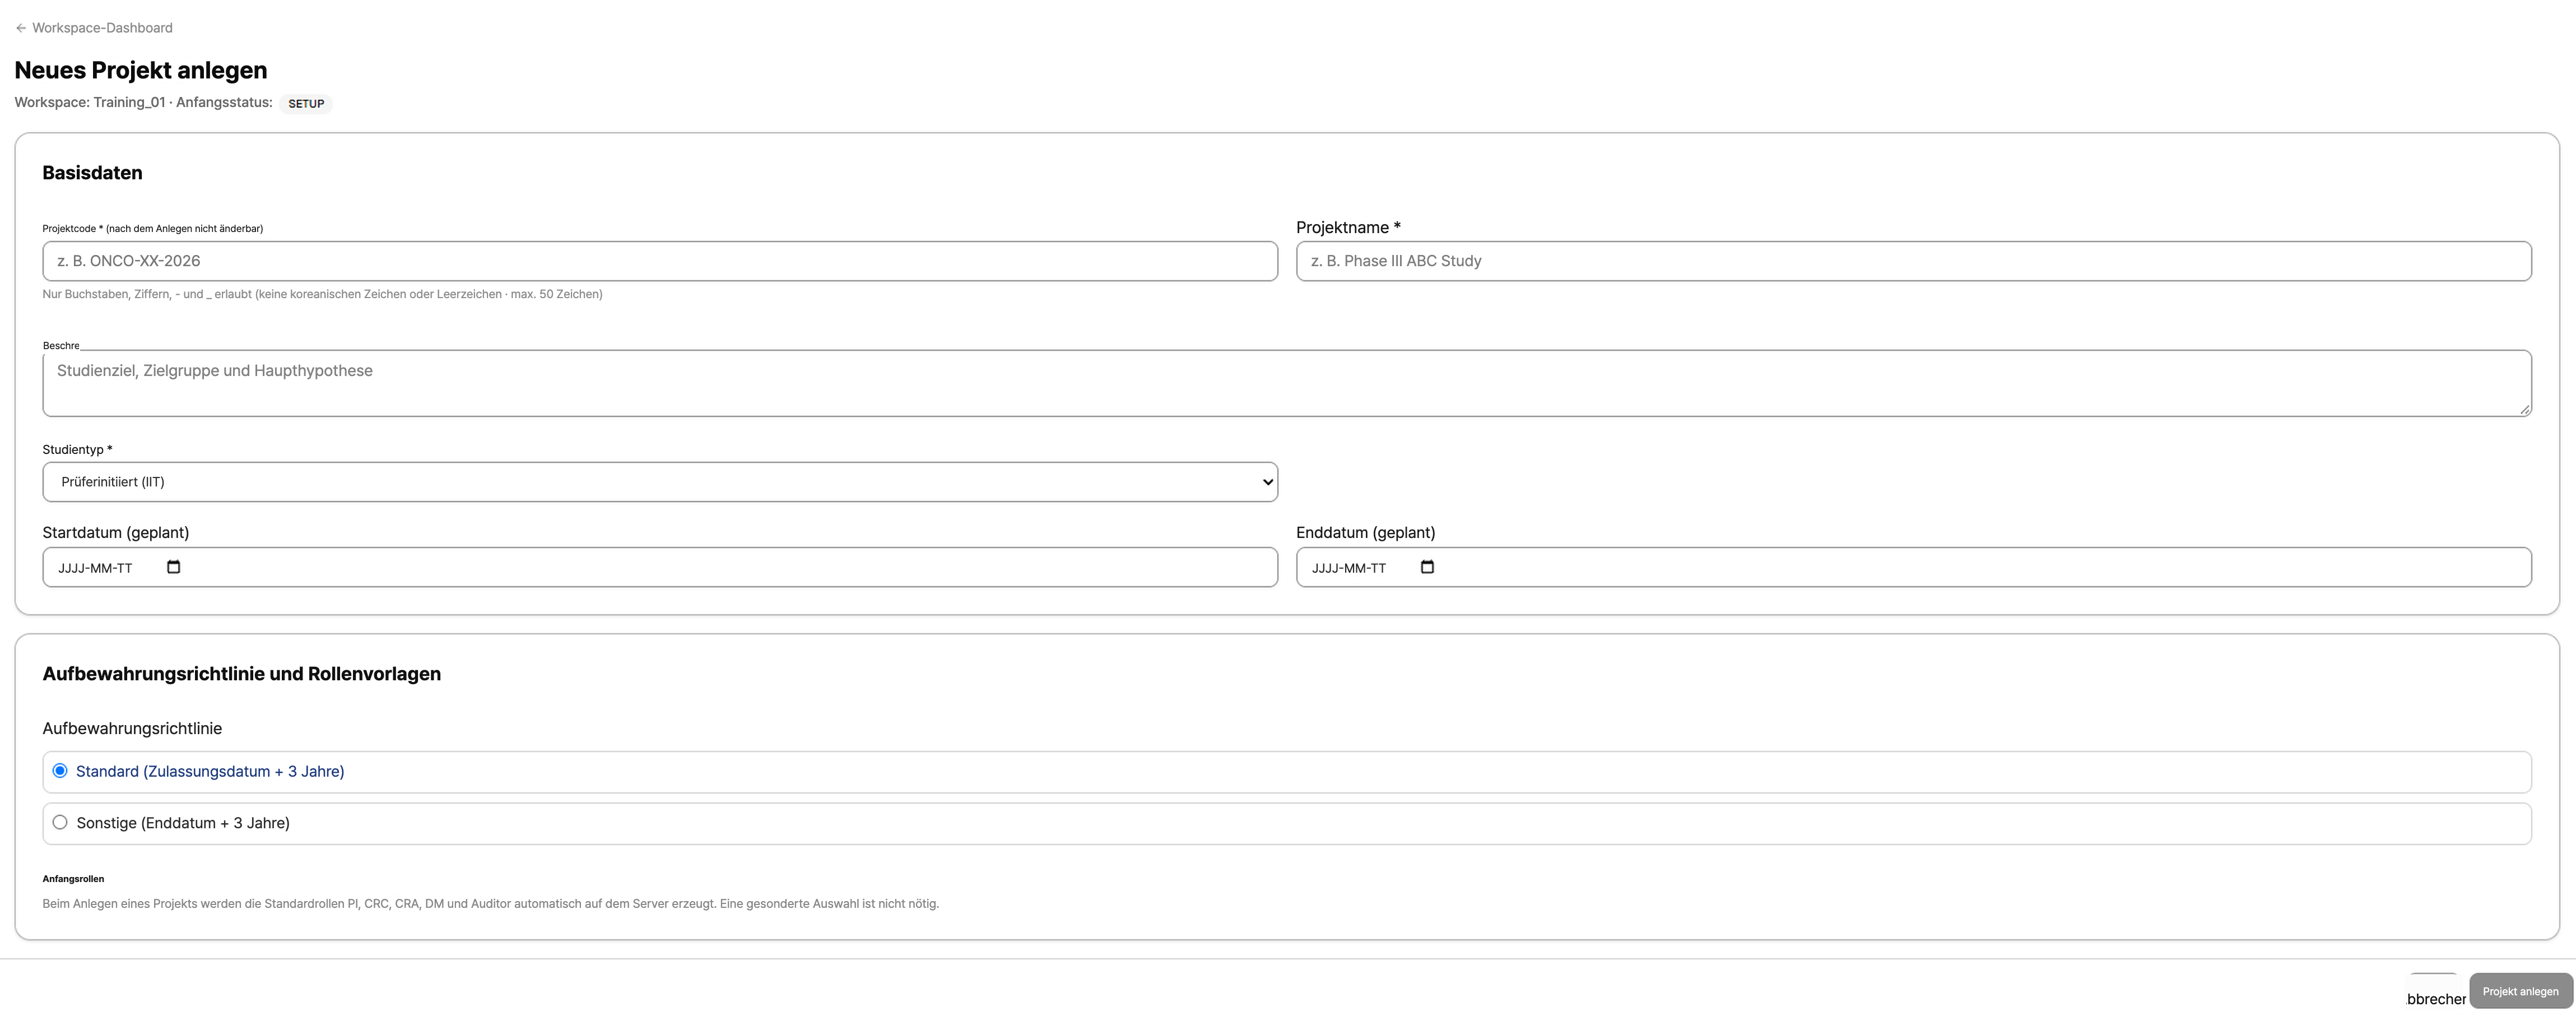 ← Workspace-Dashboard
Neues Projekt anlegen
Workspace: Training_01 · Anfangsstatus: SETUP
Basisdaten
Projektcode * (nach dem Anlegen nicht änderbar)
Projektname *
z. B. ONCO-XX-2026
z. B. Phase III ABC Study
Nur Buchstaben, Ziffern, - und _ erlaubt (keine koreanischen Zeichen oder Leerzeichen · max. 50 Zeichen)
Beschre
Studienziel, Zielgruppe und Haupthypothese
Studientyp *
Prüferinitiiert (IIT)
Startdatum (geplant)
Enddatum (geplant)
JJJJ-MM-TT
JJJJ-MM-TT
Aufbewahrungsrichtlinie und Rollenvorlagen
Aufbewahrungsrichtlinie
Standard (Zulassungsdatum + 3 Jahre)
Sonstige (Enddatum + 3 Jahre)
Anfangsrollen
Beim Anlegen eines Projekts werden die Standardrollen PI, CRC, CRA, DM und Auditor automatisch auf dem Server erzeugt. Eine gesonderte Auswahl ist nicht nötig.
bbrecher
Projekt anlegen